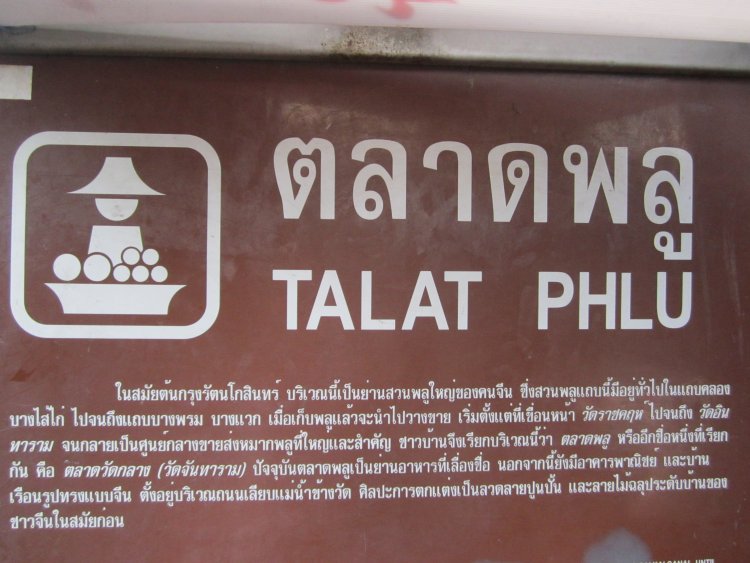 ตลาดพลู
TALAT PHLU
ในสมัยต้นกรุงรัตนโกสินทร์ บริเวณนี้เป็นย่านสวนพลูใหญ่ของคนจีน ซึ่งสวนพลูแถบนี้มีอยู่ทั่วไปในแถบคลอง
บางไส้ไก่ ไปจนถึงแถบบางพรม บางแวก เมื่อเก็บพลูแล้วจะนำไปวางขาย เริ่มตั้งแต่ที่เขื่อนหน้า วัดราชคฤห์ ไปจนถึง วัดอิน
ทาราม จนกลายเป็นศูนย์กลางขายส่งหมากพลูที่ใหญ่และสำคัญ ชาวบ้านจึงเรียกบริเวณนี้ว่า ตลาดพลู หรืออีกชื่อหนึ่งที่เรียก
กัน คือ ตลาดวัดกลาง (วัดจันทาราม) ปัจจุบันตลาดพลูเป็นย่านอาหารที่เลื่องชื่อ นอกจากนี้ยังมีอาคารพาณิชย์ และบ้าน
เรือนรูปทรงแบบจีน ตั้งอยู่บริเวณถนนเลียบแม่น้ำข้างวัด ศิลปะการตกแต่งเป็นลวดลายปูนปั้น และลายไม้ฉลุประดับบ้านของ
ชาวจีนในสมัยก่อน